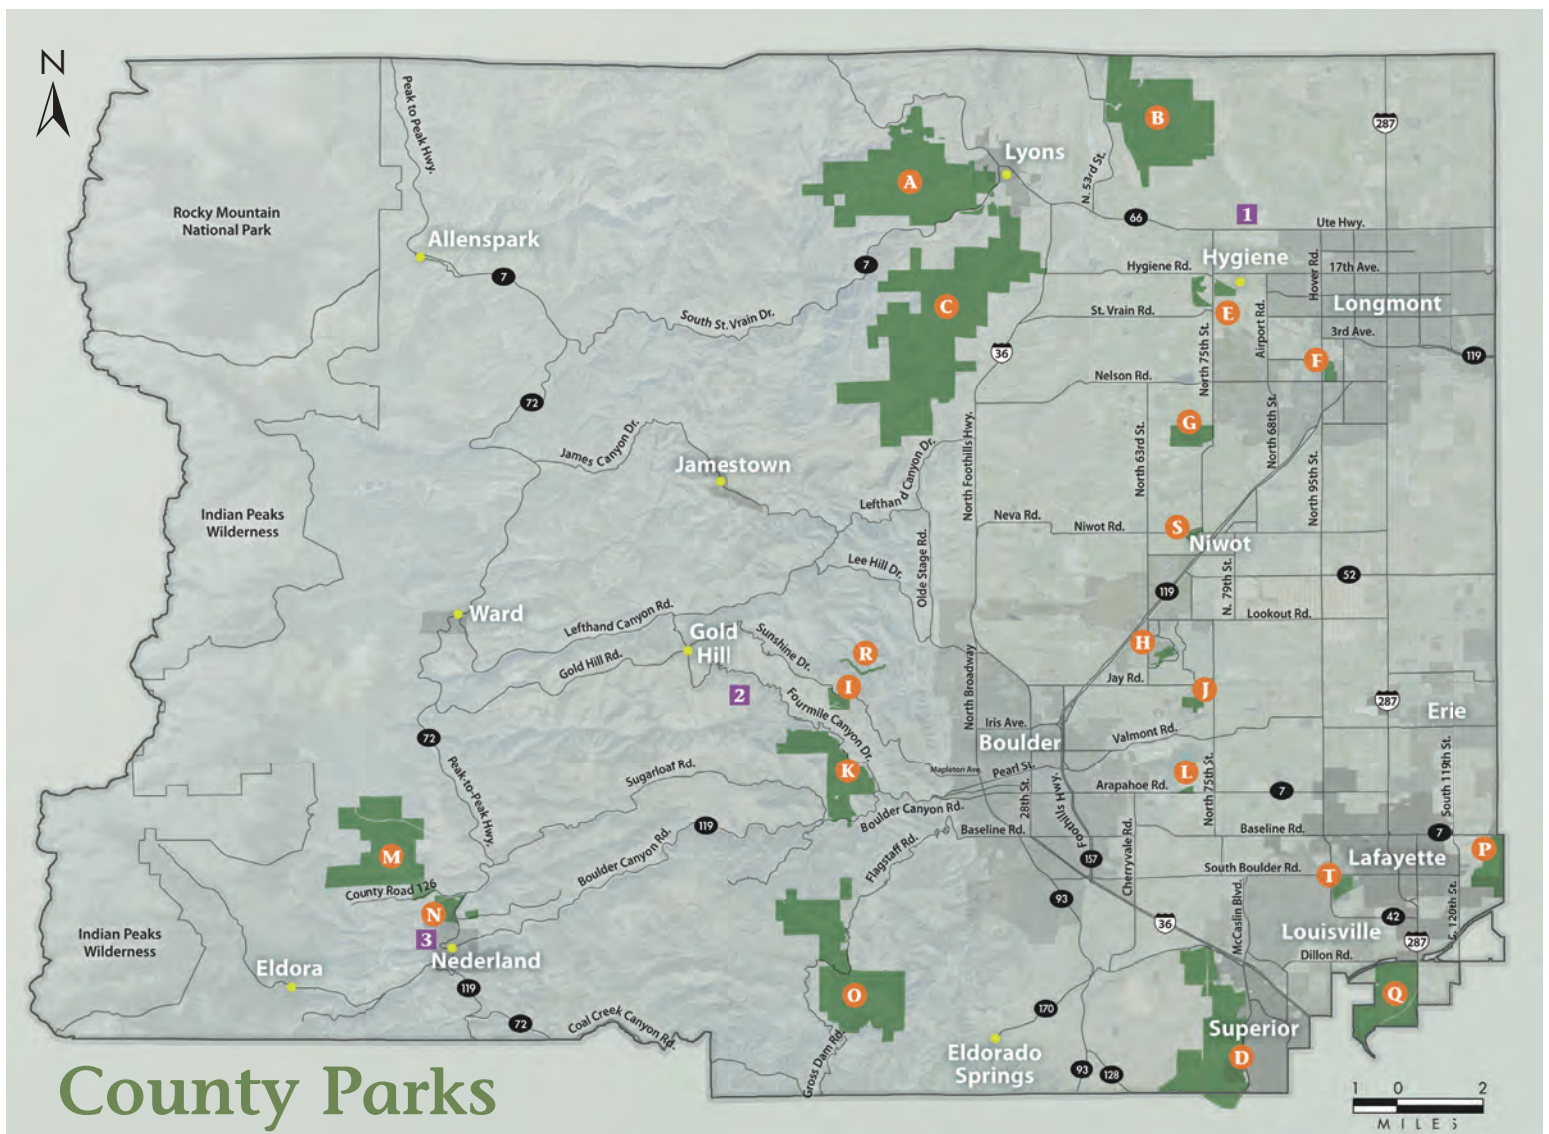 N
Peak to Peak Hwy.
B
287
Lyons
N. 53rd St.
A
Rocky Mountain
National Park
66
1
Ute Hwy.
Allenspark
7
7
Hygiene
Hygiene Rd.
Hover Rd.
17th Ave.
C
Longmont
South St. Vrain Dr.
St. Vrain Rd.
E
Airport Rd.
3rd Ave.
36
North 75th St.
F
119
Nelson Rd.
72
G
James Canyon Dr.
North Foothills Hwy.
North 63rd St.
North 68th St.
Jamestown
Lefthand Canyon Dr.
North 95th St.
Indian Peaks
Wilderness
Neva Rd.
Niwot Rd.
S
Niwot
Lee Hill Dr.
Olde Stage Rd.
52
119
N. 79th St.
Ward
Lefthand Canyon Rd.
Lookout Rd.
Gold
Hill
Sunshine Dr.
R
H
Gold Hill Rd.
I
Jay Rd.
J
2
Fourmile Canyon Dr.
North Broadway
287
Erie
Iris Ave.
72
Boulder
Valmont Rd.
Peak-to-Peak Hwy.
Sugarloaf Rd.
K
Mapleton Ave.
Pearl St.
L
Arapahoe Rd.
North 75th St.
7
South 119th St.
28th St.
Foothills Hwy.
Boulder Canyon Rd.
119
Baseline Rd.
Baseline Rd.
7
Boulder Canyon Rd.
Flagstaff Rd.
157
Cherryvale Rd.
M
Lafayette
P
South Boulder Rd.
T
County Road 126
93
McCaslin Blvd.
S. 120th St.
N
36
42
3
Louisville
287
Indian Peaks
Wilderness
Nederland
Dillon Rd.
Eldora
119
O
Q
72
Coal Creek Canyon Rd.
170
Superior
Gross Dam Rd.
Eldorado
Springs
D
93
128
County Parks
1 0 2
MILES